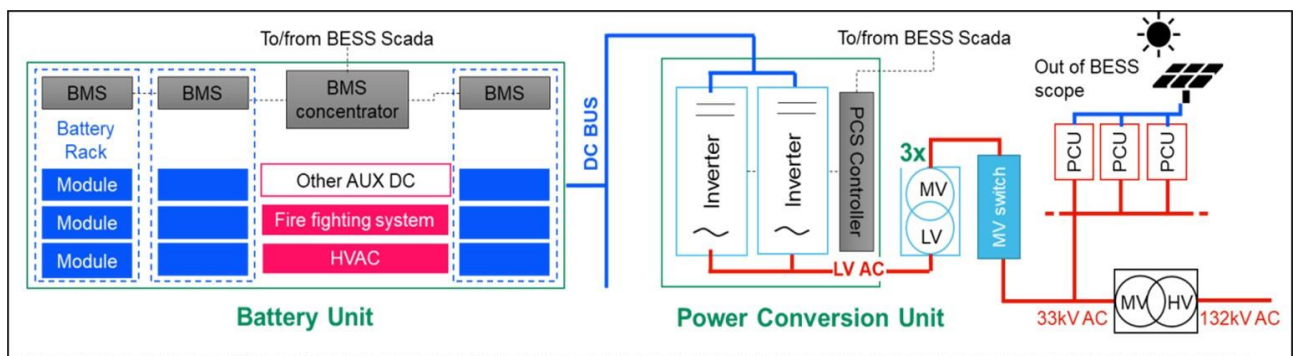 To/from BESS Scada
BMS
BMS
BMS
concentrator
BMS
Battery
Rack
Module
Module
Module
Other AUX DC
Fire fighting system
HVAC
Battery Unit
DC BUS
To/from BESS Scada
Inverter
Inverter
PCS Controller
LV AC
Power Conversion Unit
3x
MV
LV
MV switch
Out of BESS
scope
PCU
PCU
PCU
33kV AC
MV
HV
132kV AC